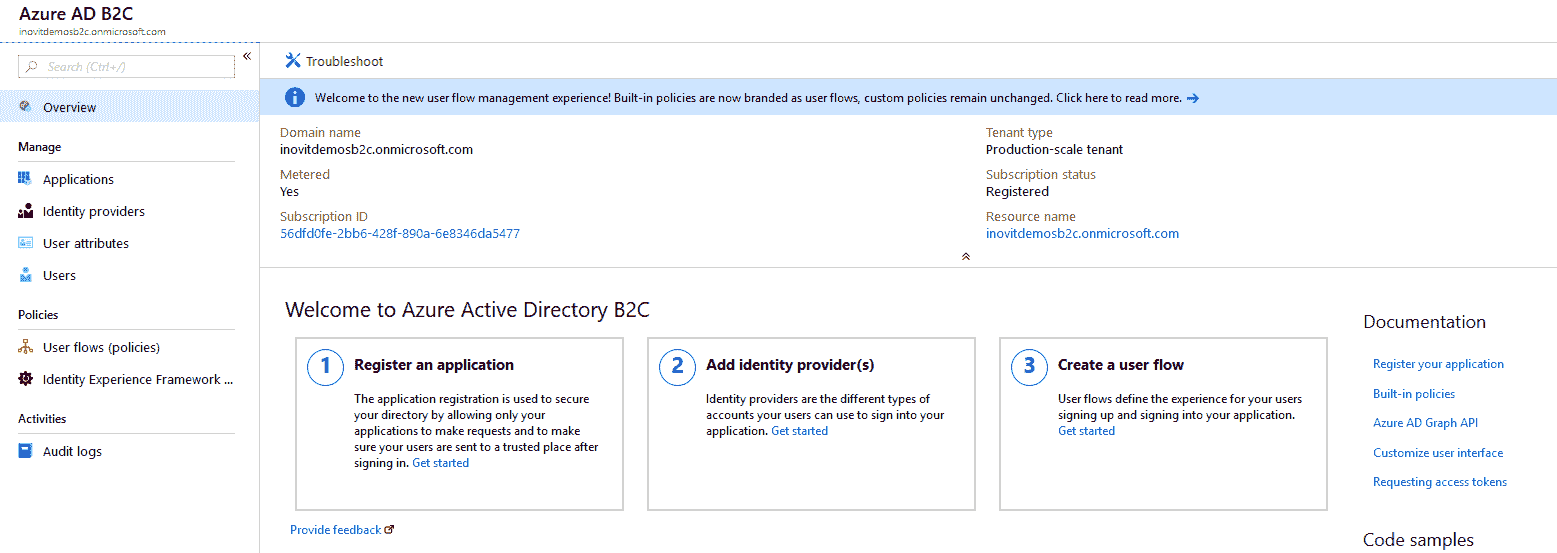 Azure AD B2C
inovitdemosb2c.onmicrosoft.com
Search (Ctrl+/)
«
Overview
Manage
Applications
Identity providers
User attributes
Users
Policies
User flows (policies)
Identity Experience Framework ...
Activities
Audit logs
Troubleshoot
Welcome to the new user flow management experience! Built-in policies are now branded as user flows, custom policies remain unchanged. Click here to read more. →
Domain name
inovitdemosb2c.onmicrosoft.com
Metered
Yes
Subscription ID
56dfd0fe-2bb6-428f-890a-6e8346da5477
Tenant type
Production-scale tenant
Subscription status
Registered
Resource name
inovitdemosb2c.onmicrosoft.com
Welcome to Azure Active Directory B2C
1 Register an application
The application registration is used to secure
your directory by allowing only your
applications to make requests and to make
sure your users are sent to a trusted place after
signing in. Get started
2 Add identity provider(s)
Identity providers are the different types of
accounts your users can use to sign into your
application. Get started
3 Create a user flow
User flows define the experience for your users
signing up and signing into your application.
Get started
Provide feedback
Documentation
Register your application
Built-in policies
Azure AD Graph API
Customize user interface
Requesting access tokens
Code samples